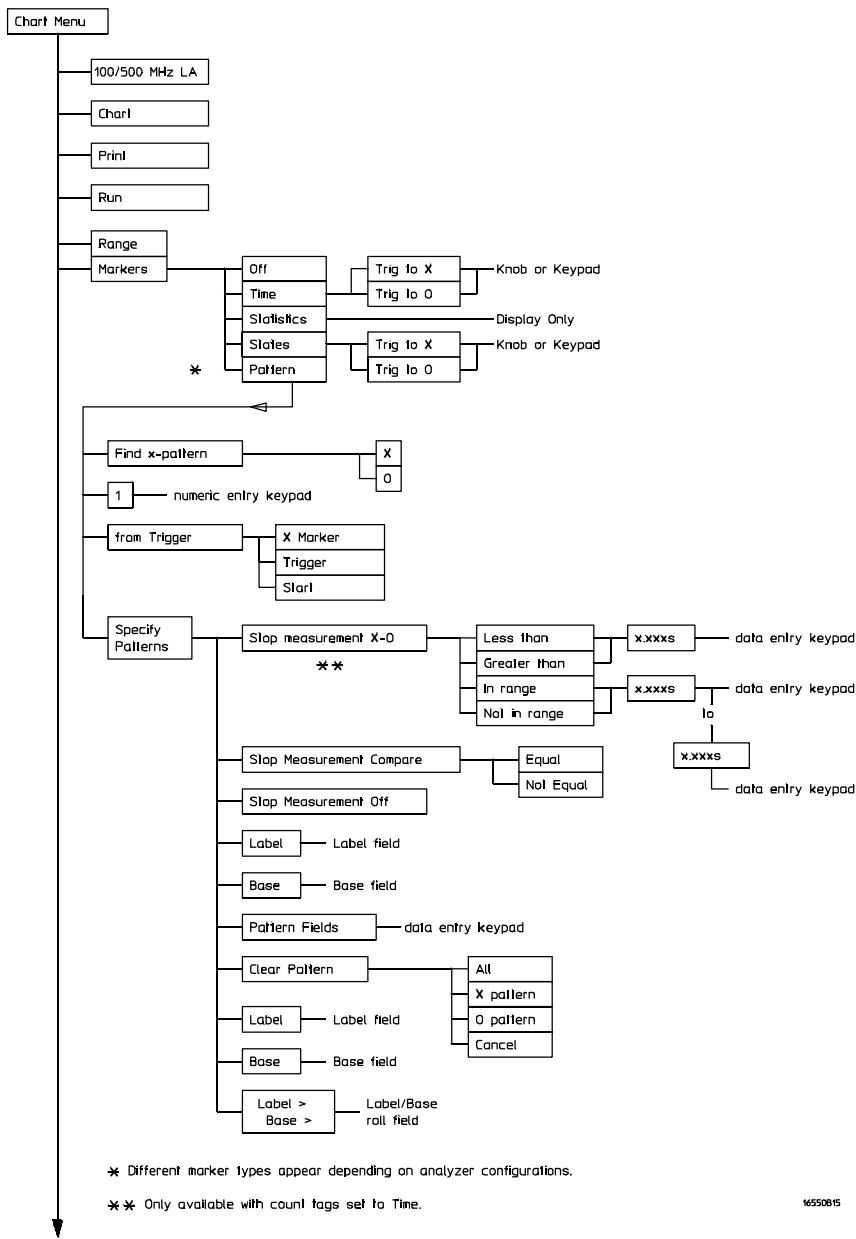 Chart Menu
100/500 MHz LA
Chart
Print
Run
Range
Markers
Off
Trig to X
Knob or Keypad
Time
Trig to O
Statistics
Display Only
States
Trig to X
Knob or Keypad
* Pattern
Trig to O
Find x-pattern
X
O
1
numeric entry keypad
from Trigger
X Marker
Trigger
Start
Specify
Patterns
Stop measurement X-O
**
Less than
x.xxxs
data entry keypad
Greater than
In range
x.xxxs
data entry keypad
Not in range
to
x.xxxs
data entry keypad
Stop Measurement Compare
Equal
Not Equal
Stop Measurement Off
Label
Label field
Base
Base field
Pattern Fields
data entry keypad
Clear Pattern
All
X pattern
O pattern
Cancel
Label
Label field
Base
Base field
Label >
Base >
Label/Base
roll field
* Different marker types appear depending on analyzer configurations.
** Only available with count tags set to Time.
16550B15